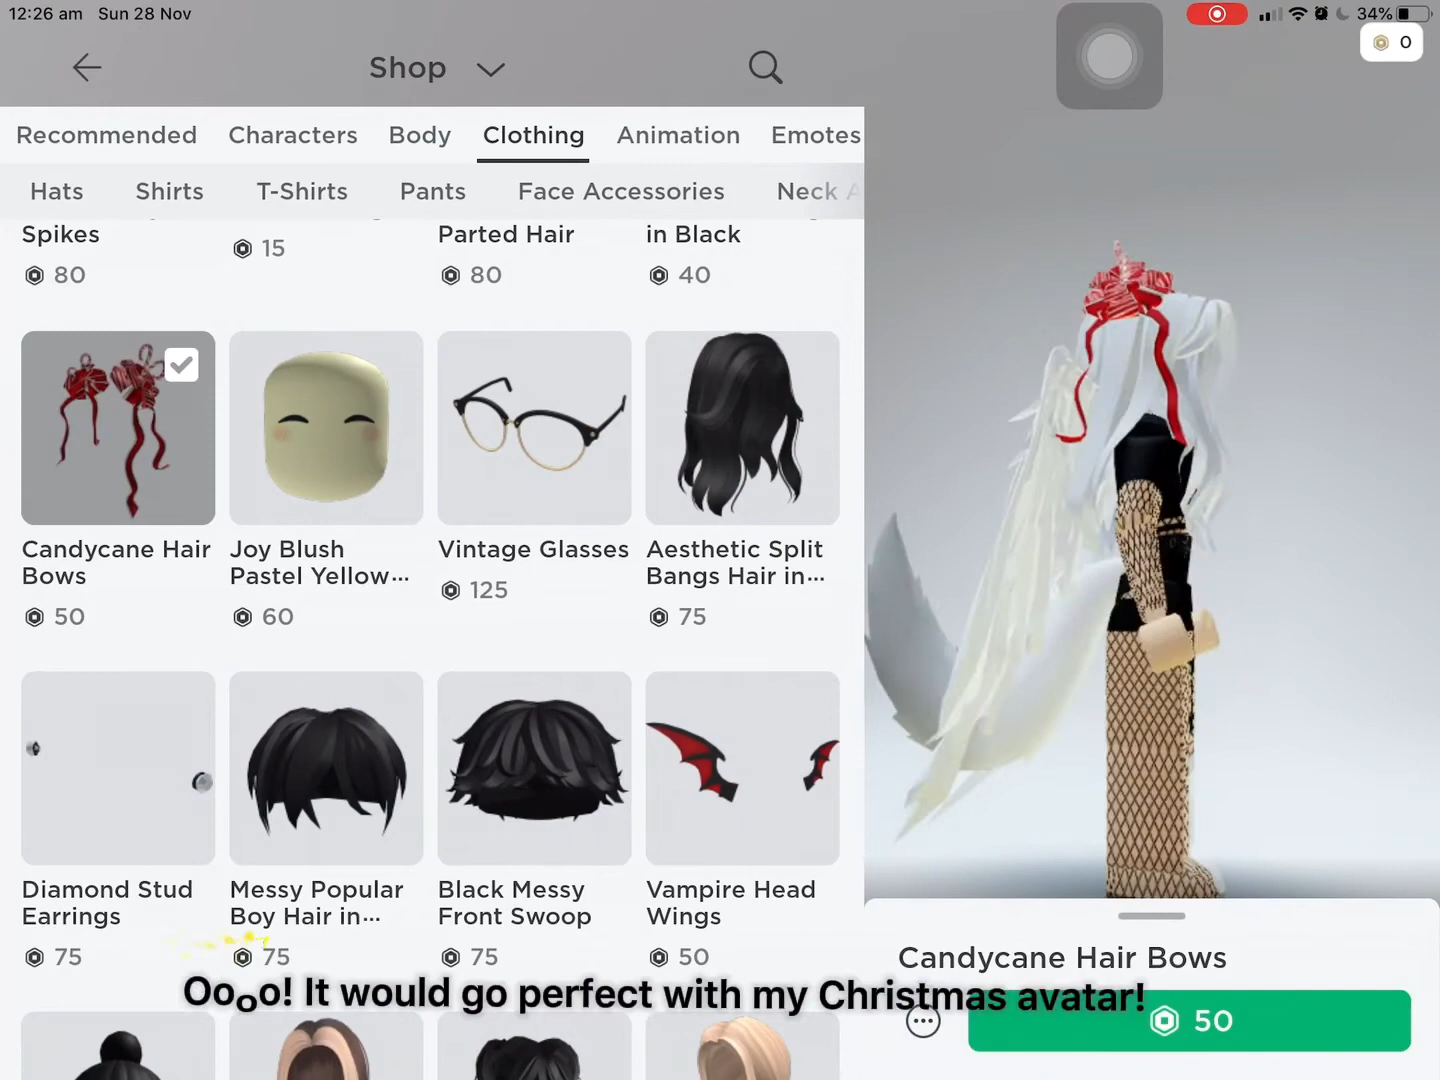 12:26 am Sun 28 Nov
34%
0
Shop
Recommended Characters Body Clothing Animation Emotes
Hats Shirts T-Shirts Pants Face Accessories Neck A
Spikes
80
15
Parted Hair
80
in Black
40
Candycane Hair
Bows
50
Joy Blush
Pastel Yellow...
60
Vintage Glasses
125
Aesthetic Split
Bangs Hair in...
75
Diamond Stud
Earrings
75
Messy Popular
Boy Hair in...
75
Black Messy
Front Swoop
75
Vampire Head
Wings
50
Candycane Hair Bows
50
Oooo! It would go perfect with my Christmas avatar!